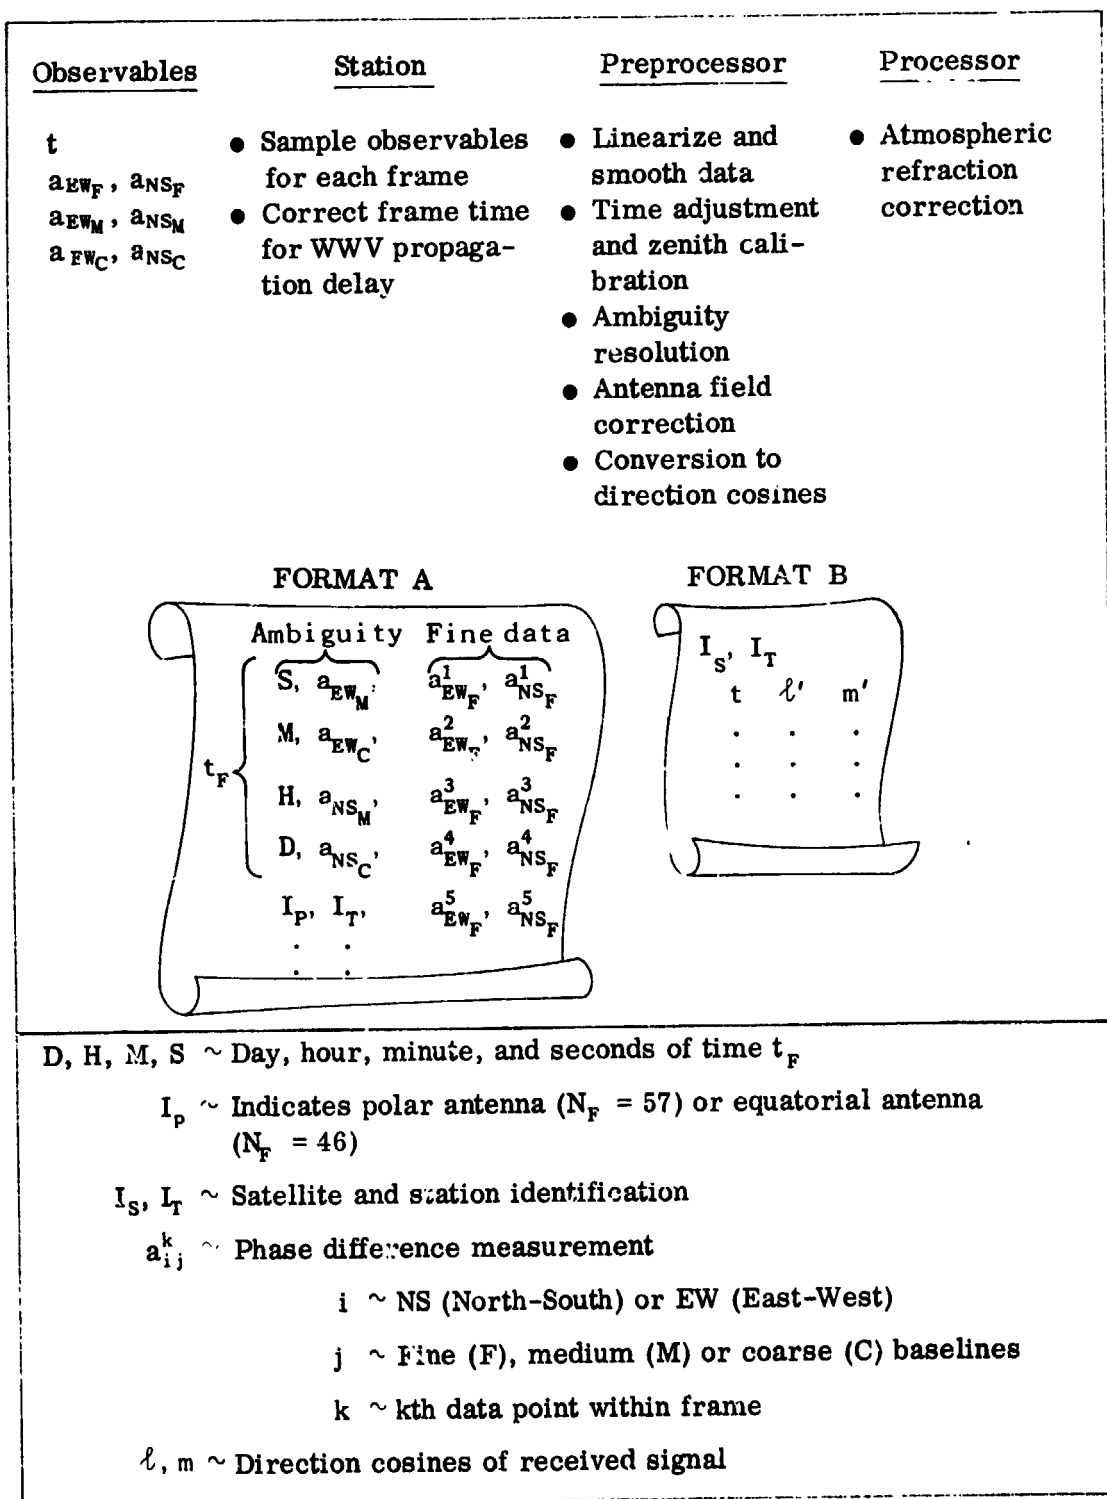 Observables Station Preprocessor Processor
t
a_EW_F, a_NS_F
a_EW_M, a_NS_M
a_EW_C, a_NS_C
● Sample observables
for each frame
● Correct frame time
for WWV propaga-
tion delay
● Linearize and
smooth data
● Time adjustment
and zenith cali-
bration
● Ambiguity
resolution
● Antenna field
correction
● Conversion to
direction cosines
● Atmospheric
refraction
correction
FORMAT A
Ambiguity Fine data
S, a_EW_M, a^1_EW_F, a^1_NS_F
M, a_EW_C, a^2_EW_F, a^2_NS_F
t_F
H, a_NS_M, a^3_EW_F, a^3_NS_F
D, a_NS_C, a^4_EW_F, a^4_NS_F
I_P, I_T, a^5_EW_F, a^5_NS_F
. .
. .
FORMAT B
I_S, I_T
t ℓ' m'
. . .
. . .
. . .
D, H, M, S ~ Day, hour, minute, and seconds of time t_F
I_p ~ Indicates polar antenna (N_F = 57) or equatorial antenna
(N_F = 46)
I_S, I_T ~ Satellite and station identification
a^k_ij ~ Phase difference measurement
i ~ NS (North-South) or EW (East-West)
j ~ Fine (F), medium (M) or coarse (C) baselines
k ~ kth data point within frame
ℓ, m ~ Direction cosines of received signal